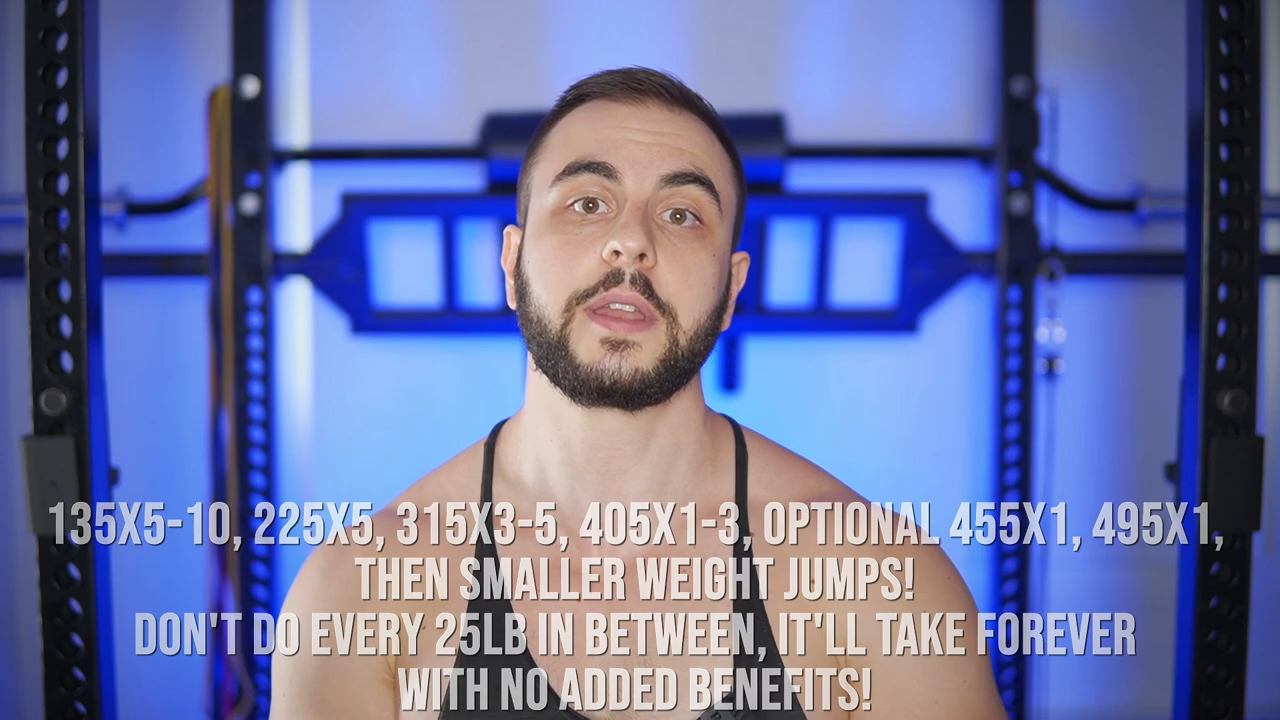 135X5-10, 225X5, 315X3-5, 405X1-3, OPTIONAL 455X1, 495X1,
THEN SMALLER WEIGHT JUMPS!
DON'T DO EVERY 25LB IN BETWEEN, IT'LL TAKE FOREVER
WITH NO ADDED BENEFITS!